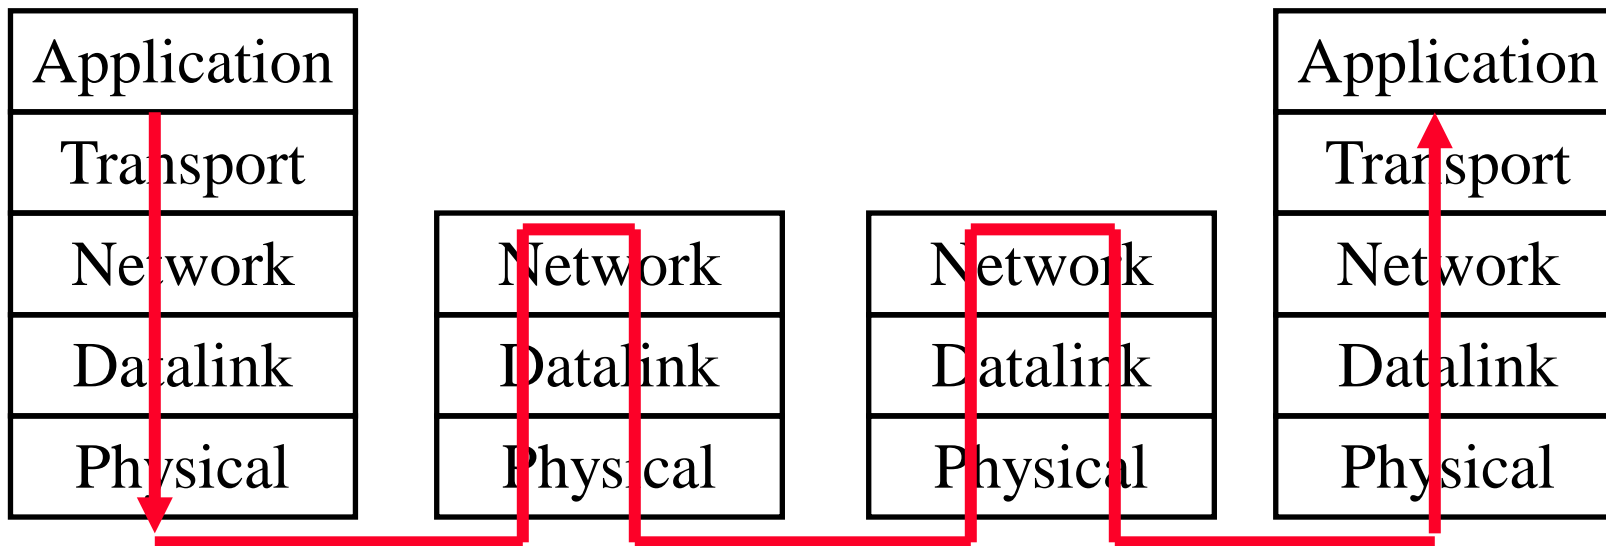 Application
Transport
Network
Datalink
Physical
Network
Datalink
Physical
Network
Datalink
Physical
Application
Transport
Network
Datalink
Physical